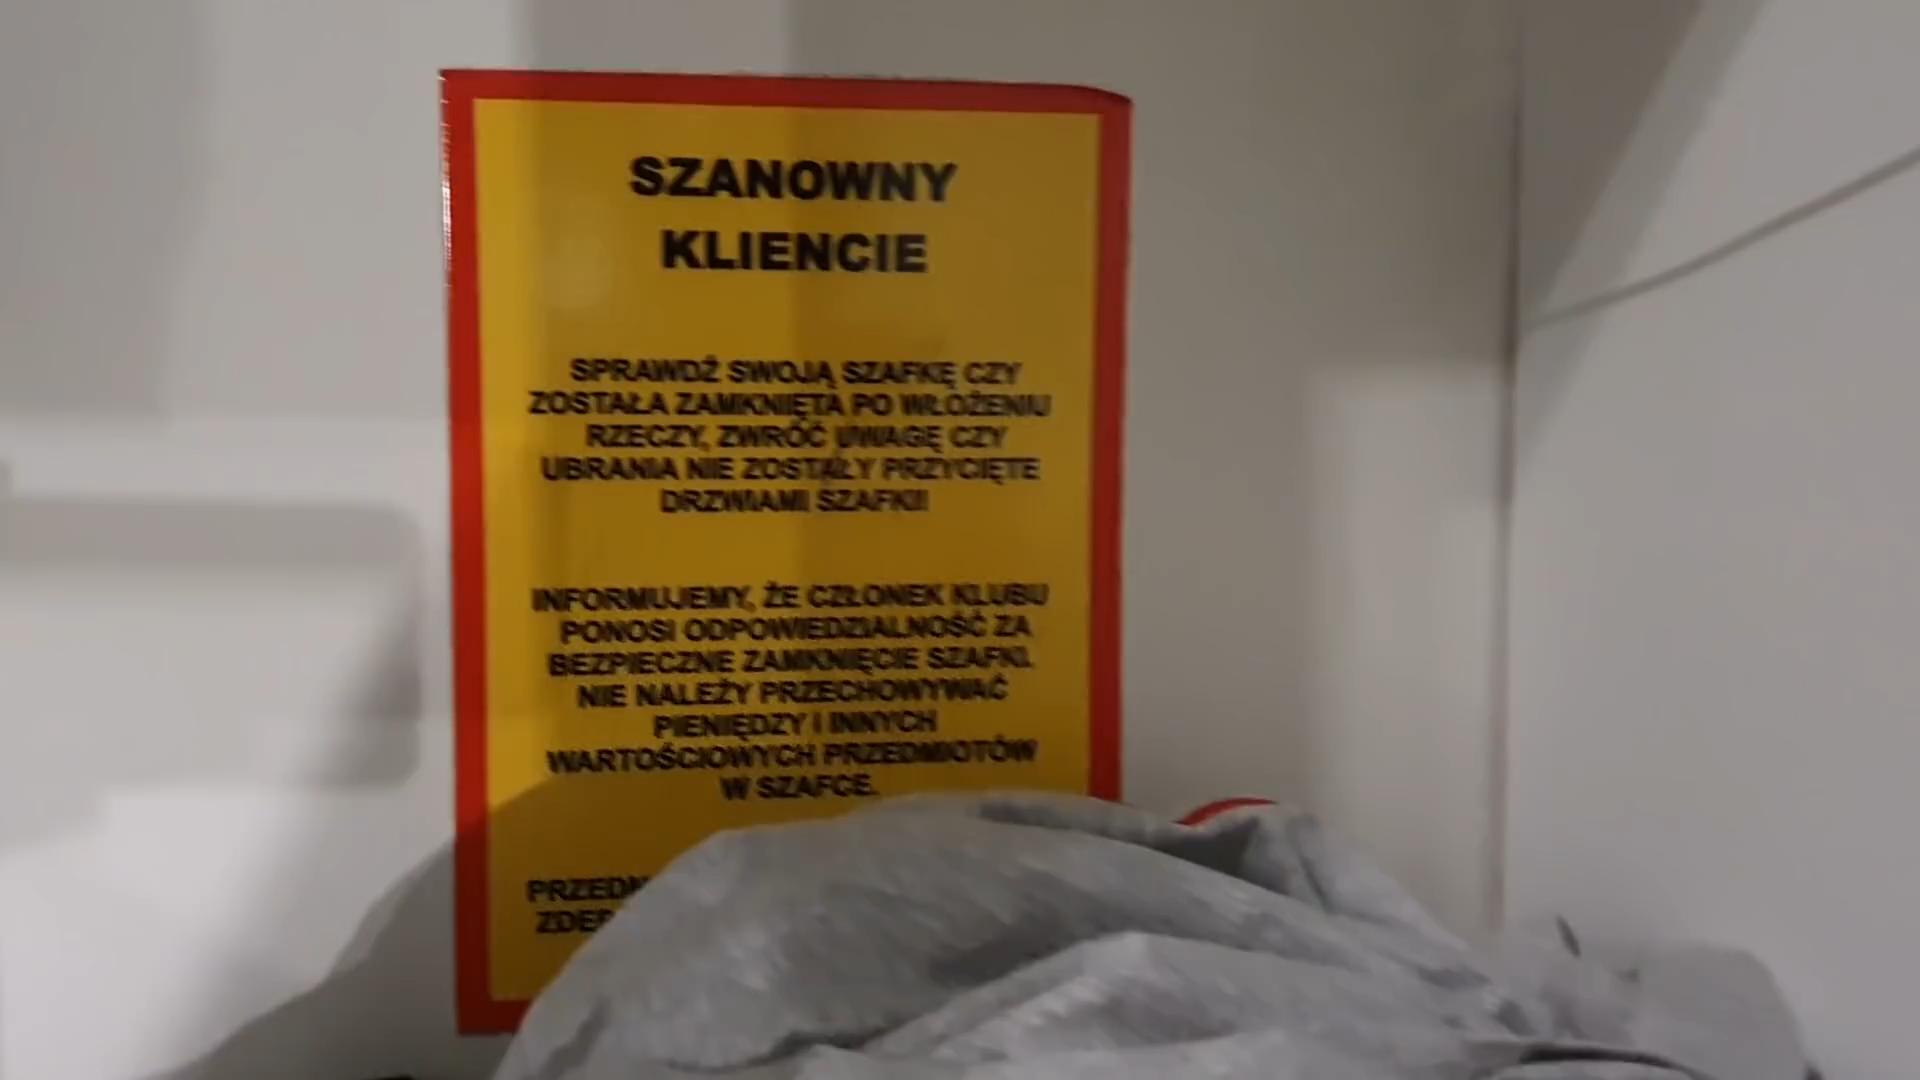 SZANOWNY
KLIENCIE
SPRAWDŹ SWOJĄ SZAFKĘ CZY
ZOSTAŁA ZAMKNIĘTA PO WŁOŻENIU
RZECZY, ZWRÓĆ UWAGĘ CZY
UBRANIA NIE ZOSTAŁY PRZYCIĘTE
DRZWIAMI SZAFKI!
INFORMUJEMY, ŻE CZŁONEK KLUBU
PONOSI ODPOWIEDZIALNOŚĆ ZA
BEZPIECZNE ZAMKNIĘCIE SZAFKI.
NIE NALEŻY PRZECHOWYWAĆ
PIENIĘDZY I INNYCH
WARTOŚCIOWYCH PRZEDMIOTÓW
W SZAFCE.